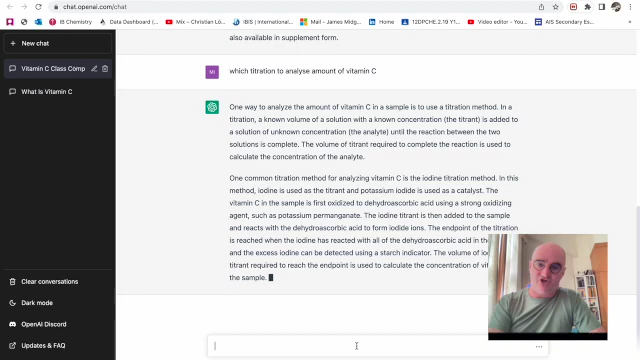 chat.openai.com/chat
Apps
IB Chemistry
Data Dashboard (...
Mix – Christian Lö...
IBIS | International...
Mail - James Midg...
12DPCHE.2.19 Y1...
Video editor - You...
AIS Secondary Es...
New chat
also available in supplement form.
Vitamin C Class Comp
What Is Vitamin C
MI
which titration to analyse amount of vitamin C
One way to analyze the amount of vitamin C in a sample is to use a titration method. In a
titration, a known volume of a solution with a known concentration (the titrant) is added to
a solution of unknown concentration (the analyte) until the reaction between the two
solutions is complete. The volume of titrant required to complete the reaction is used to
calculate the concentration of the analyte.
One common titration method for analyzing vitamin C is the iodine titration method. In this
method, iodine is used as the titrant and potassium iodide is used as a catalyst. The
vitamin C in the sample is first oxidized to dehydroascorbic acid using a strong oxidizing
agent, such as potassium permanganate. The iodine titrant is then added to the sample
and reacts with the dehydroascorbic acid to form iodide ions. The endpoint of the titration
is reached when the iodine has reacted with all of the dehydroascorbic acid in the
and the excess iodine can be detected using a starch indicator. The volume of
titrant required to reach the endpoint is used to calculate the concentration of
the sample.
Clear conversations
Dark mode
OpenAI Discord
Updates & FAQ